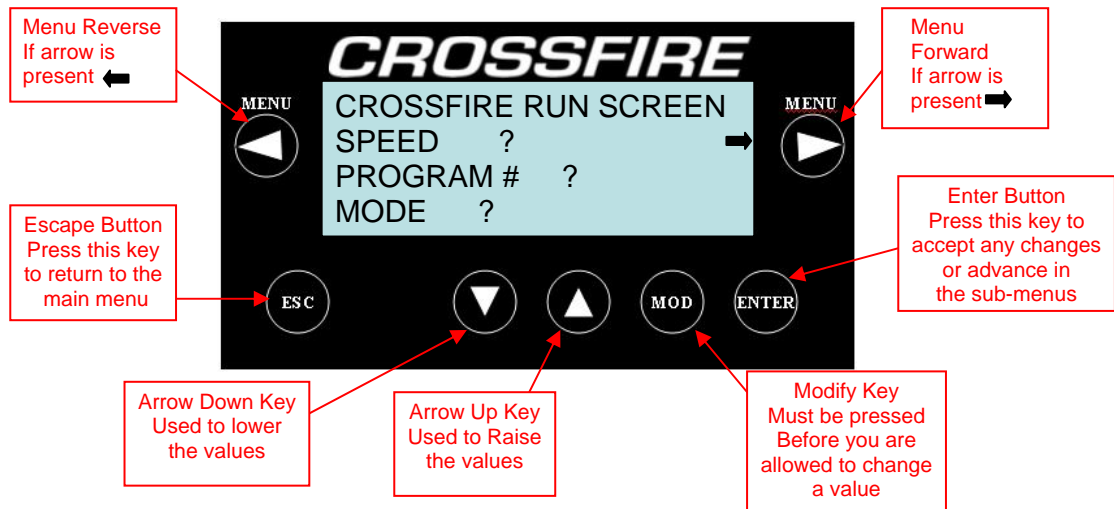 Menu Reverse
If arrow is
present
Menu
Forward
If arrow is
present
CROSSFIRE
MENU
MENU
CROSSFIRE RUN SCREEN
SPEED ?
PROGRAM # ?
MODE ?
Escape Button
Press this key
to return to the
main menu
Enter Button
Press this key to
accept any changes
or advance in
the sub-menus
ESC
MOD
ENTER
Arrow Down Key
Used to lower
the values
Arrow Up Key
Used to Raise
the values
Modify Key
Must be pressed
Before you are
allowed to change
a value